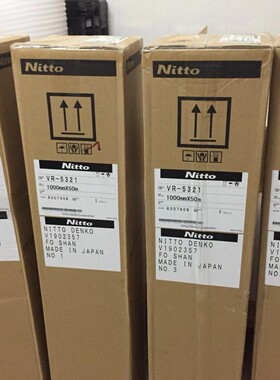 Nitto
Nitto
VR-5321
1000mmX50m
NITTO DENKO
V1902357
FO SHAN
MADE IN JAPAN
NO. 1
Nitto
Nitto
VR-5321
1000mmX50m
NITTO DENKO
V1902357
FO SHAN
MADE IN JAPAN
NO. 3